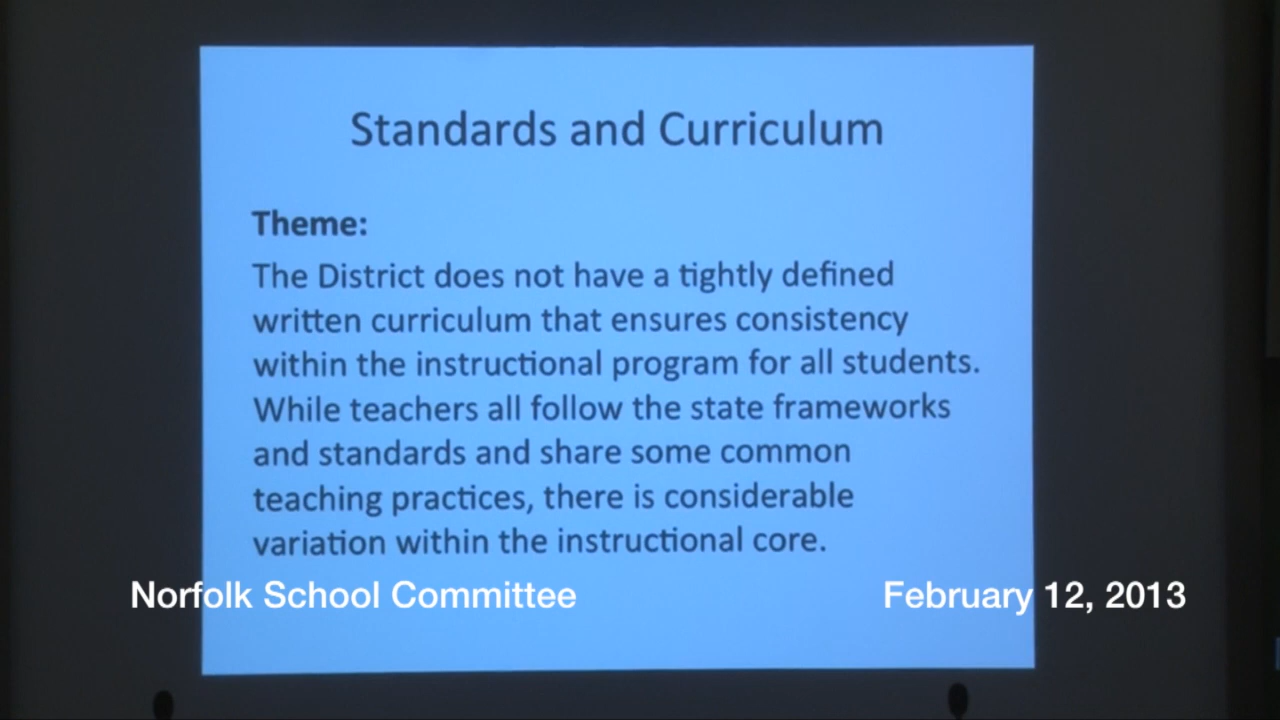 Standards and Curriculum
Theme:
The District does not have a tightly defined
written curriculum that ensures consistency
within the instructional program for all students.
While teachers all follow the state frameworks
and standards and share some common
teaching practices, there is considerable
variation within the instructional core.
Norfolk School Committee
February 12, 2013